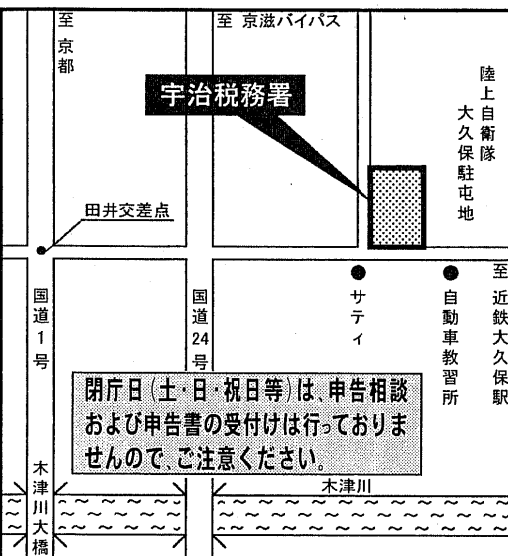 至 京都
至 京滋バイパス
宇治税務署
陸上自衛隊
大久保駐屯地
田井交差点
国道1号
国道24号
サティ
自動車教習所
至 近鉄大久保駅
閉庁日(土・日・祝日等)は、申告相談
および申告書の受付けは行っておりま
せんので、ご注意ください。
木津川大橋
木津川